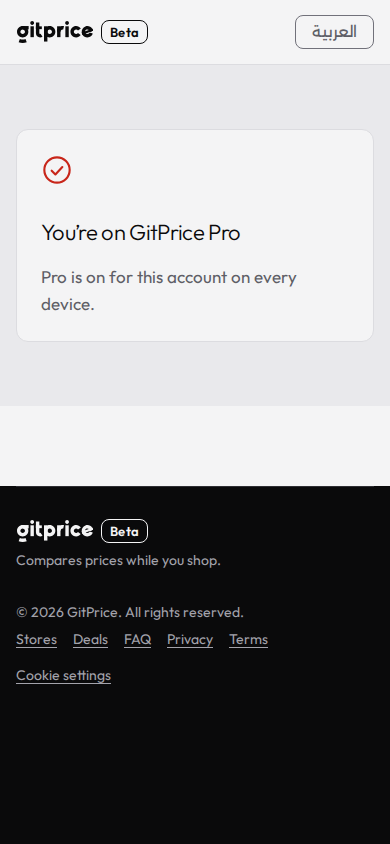 gitprice Beta
العربية
You're on GitPrice Pro
Pro is on for this account on every
device.
gitprice Beta
Compares prices while you shop.
© 2026 GitPrice. All rights reserved.
Stores Deals FAQ Privacy Terms
Cookie settings